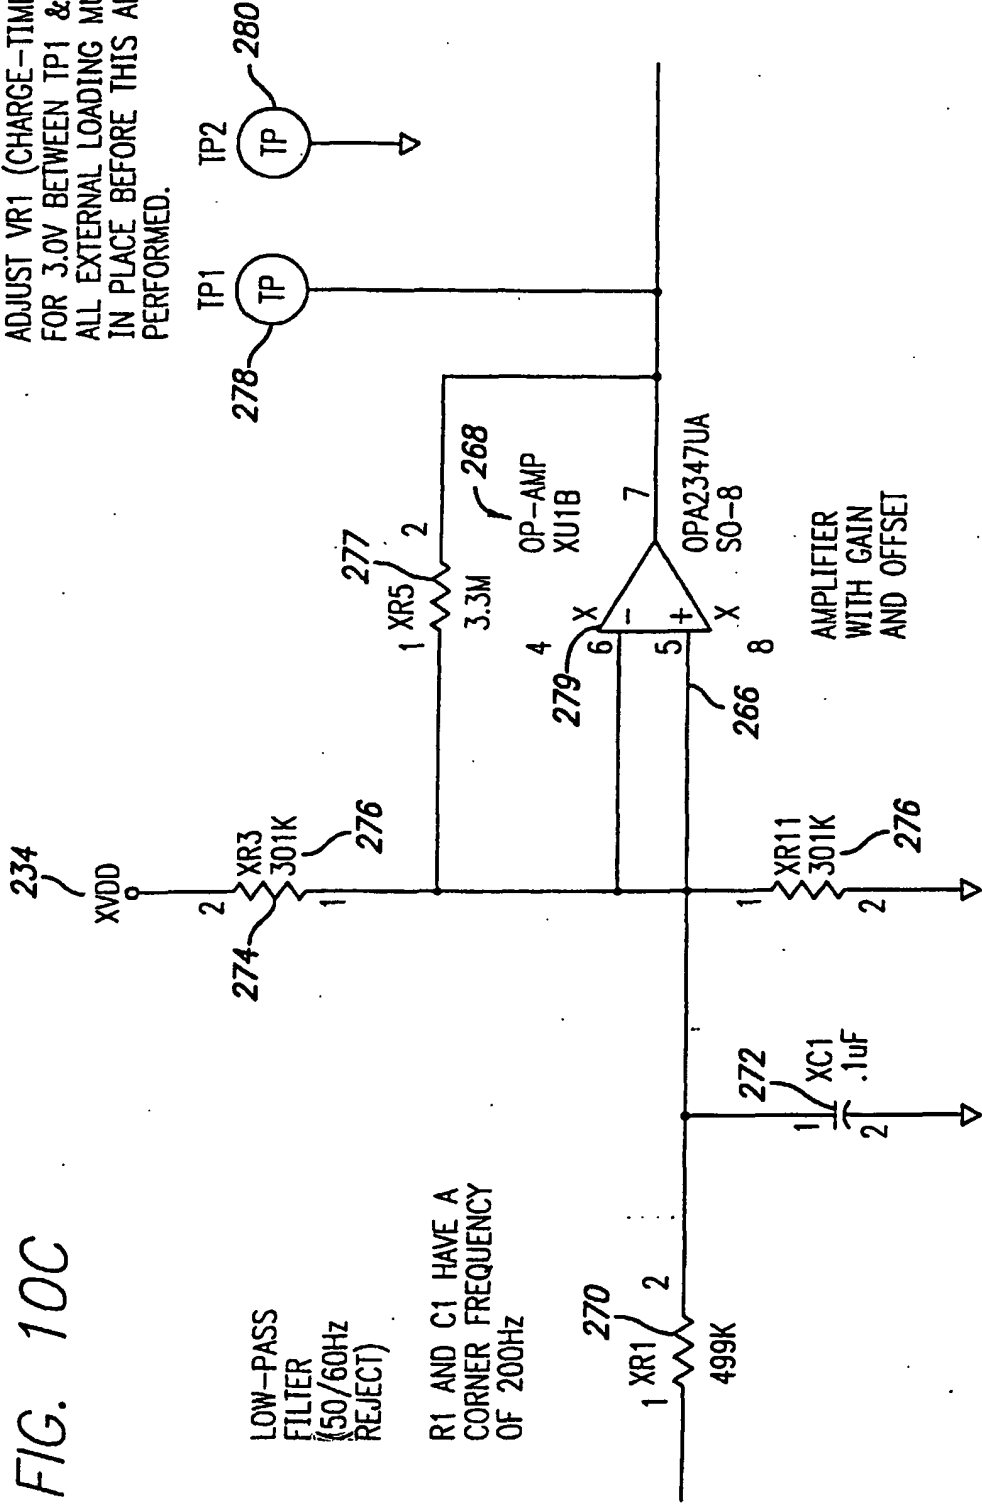 FIG. 10C
LOW-PASS
FILTER
(50/60Hz
REJECT)
R1 AND C1 HAVE A
CORNER FREQUENCY
OF 200Hz
270
1 XR1 2
499K
272
1 XC1
.1uF
2
234
XVDD
2 XR3
301K
274
276
1
1 XR11
301K
276
2
277
1 XR5 2
3.3M
268
OP-AMP
XU1B
279
4 X
6 -
5 +
8 X
7
266
OPA2347UA
SO-8
AMPLIFIER
WITH GAIN
AND OFFSET
TP1
TP
278
TP2
TP
280
ADJUST VR1 (CHARGE-TIME
FOR 3.0V BETWEEN TP1 &
ALL EXTERNAL LOADING
IN PLACE BEFORE THIS
PERFORMED.